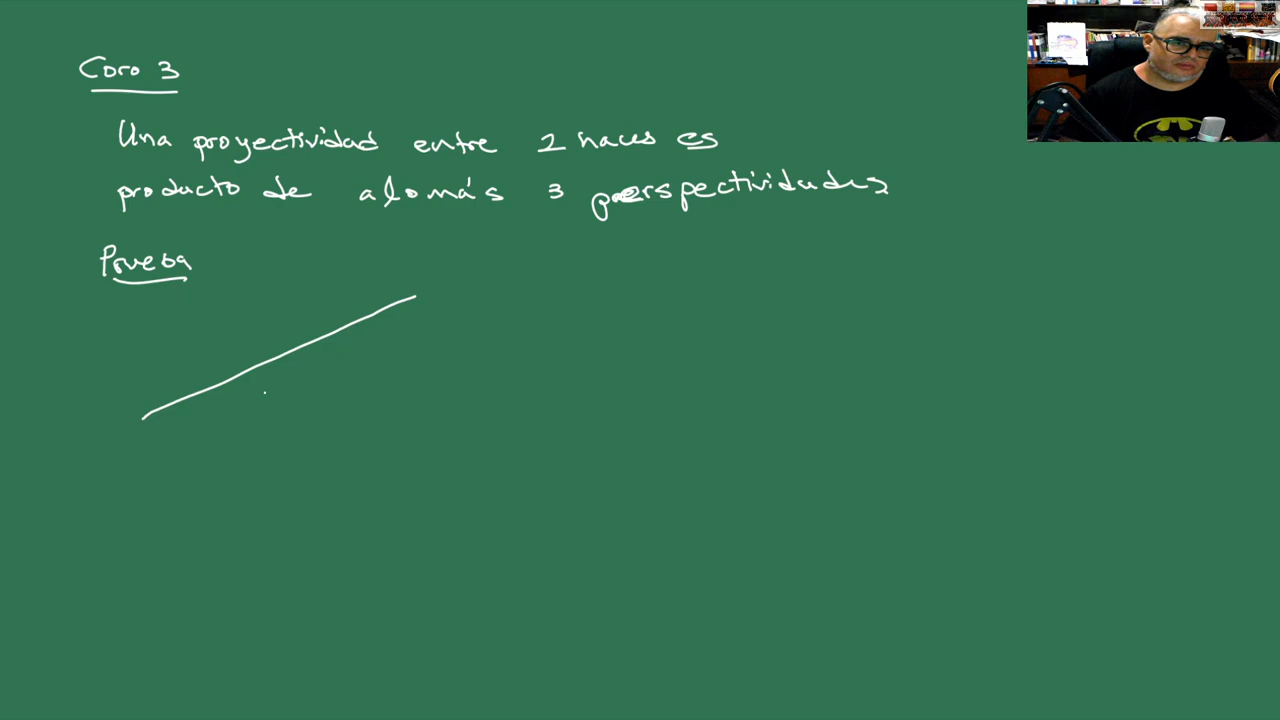 Coro 3
Una proyectividad entre 2 haces es
producto de a lo más 3 perspectividades
Prueba